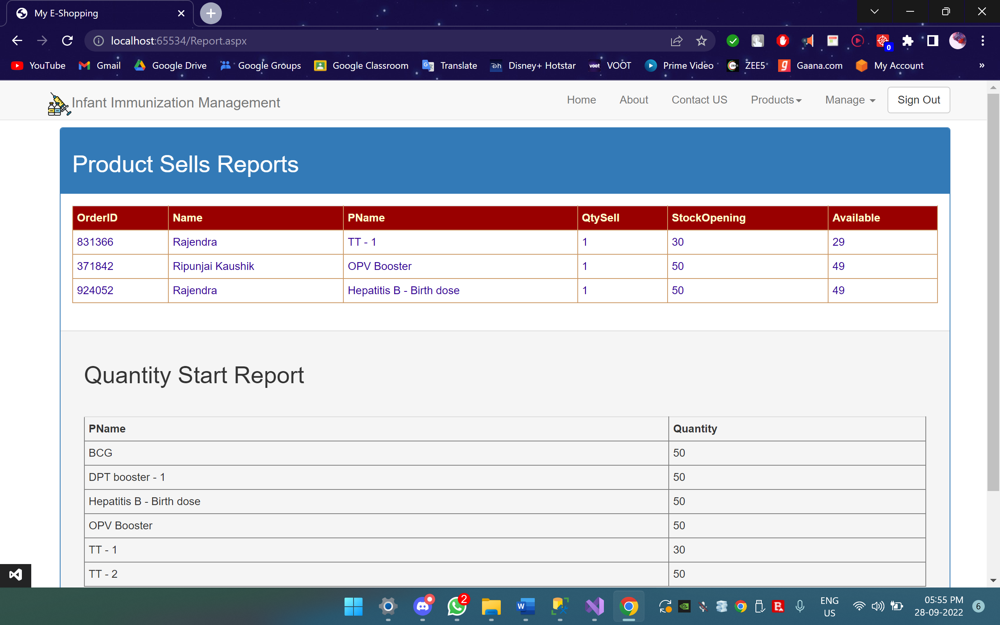 My E-Shopping
localhost:65534/Report.aspx
0
YouTube Gmail Google Drive Google Groups Google Classroom Translate Disney+ Hotstar voot VOOT Prime Video ZEE5 Gaana.com My Account »
Infant Immunization Management Home About Contact US Products Manage Sign Out
Product Sells Reports
OrderID Name PName QtySell StockOpening Available
831366 Rajendra TT - 1 1 30 29
371842 Ripunjai Kaushik OPV Booster 1 50 49
924052 Rajendra Hepatitis B - Birth dose 1 50 49
Quantity Start Report
PName Quantity
BCG 50
DPT booster - 1 50
Hepatitis B - Birth dose 50
OPV Booster 50
TT - 1 30
TT - 2 50
2
ENG
US
05:55 PM
28-09-2022
6